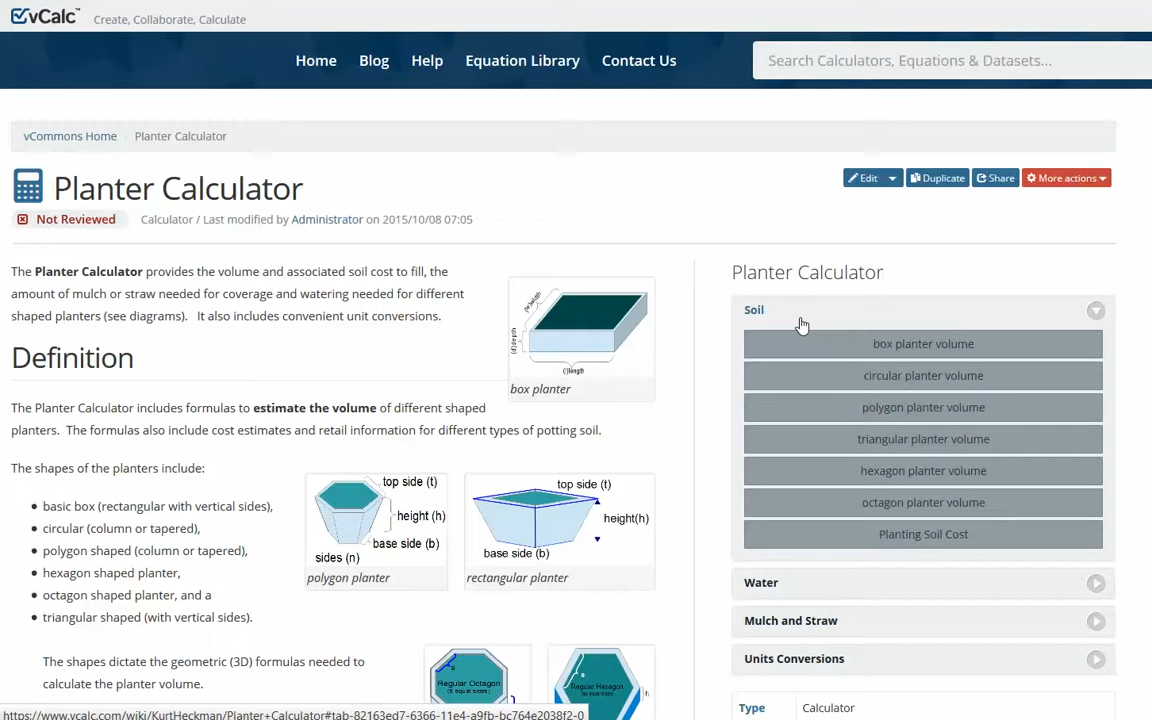 vCalc™ Create, Collaborate, Calculate
Home Blog Help Equation Library Contact Us Search Calculators, Equations & Datasets...
vCommons Home / Planter Calculator
Planter Calculator
Edit Duplicate Share More actions
Not Reviewed Calculator / Last modified by Administrator on 2015/10/08 07:05
The Planter Calculator provides the volume and associated soil cost to fill, the
amount of mulch or straw needed for coverage and watering needed for different
shaped planters (see diagrams). It also includes convenient unit conversions.
(w)width
(d)depth
(l)length
box planter
Definition
The Planter Calculator includes formulas to estimate the volume of different shaped
planters. The formulas also include cost estimates and retail information for different types of potting soil.
The shapes of the planters include:
basic box (rectangular with vertical sides),
circular (column or tapered),
polygon shaped (column or tapered),
hexagon shaped planter,
octagon shaped planter, and a
triangular shaped (with vertical sides).
top side (t)
height (h)
base side (b)
sides (n)
polygon planter
top side (t)
height(h)
base side (b)
rectangular planter
The shapes dictate the geometric (3D) formulas needed to
calculate the planter volume.
Regular Octagon
Regular Hexagon
Planter Calculator
Soil
box planter volume
circular planter volume
polygon planter volume
triangular planter volume
hexagon planter volume
octagon planter volume
Planting Soil Cost
Water
Mulch and Straw
Units Conversions
Type Calculator
https://www.vcalc.com/wiki/KurtHeckman/Planter+Calculator#tab-82163ed7-6366-11e4-a9fb-bc764e2038f2-0